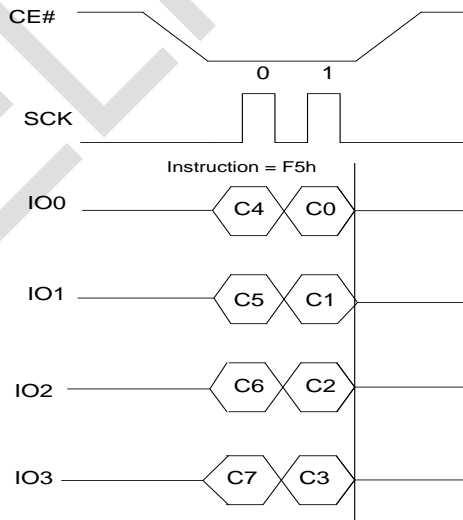 CE#
0 1
SCK
Instruction = F5h
IO0 C4 C0
IO1 C5 C1
IO2 C6 C2
IO3 C7 C3